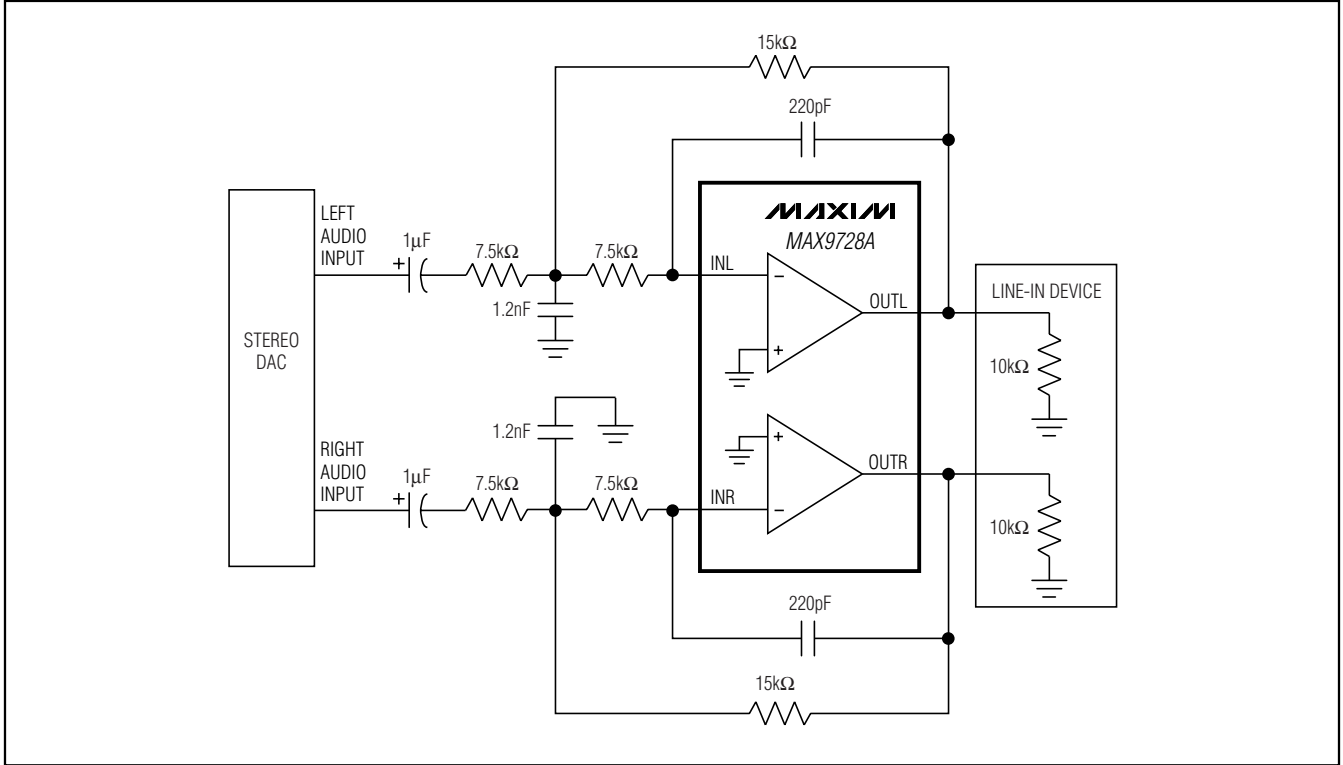 15kΩ
220pF
MAXIM
MAX9728A
LEFT
AUDIO
INPUT
1μF
+
7.5kΩ
7.5kΩ
INL
−
1.2nF
+
OUTL
LINE-IN DEVICE
10kΩ
STEREO
DAC
1.2nF
+
RIGHT
AUDIO
INPUT
1μF
+
7.5kΩ
7.5kΩ
INR
−
OUTR
10kΩ
220pF
15kΩ